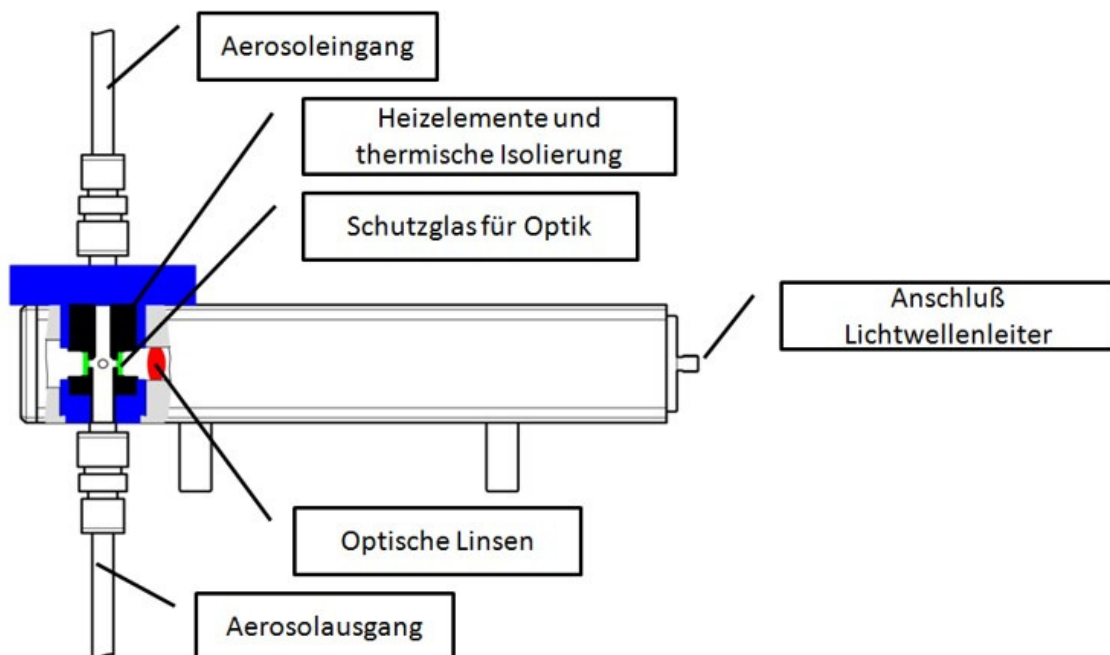 Aerosoleingang
Heizelemente und
thermische Isolierung
Schutzglas für Optik
Anschluß
Lichtwellenleiter
Optische Linsen
Aerosolausgang